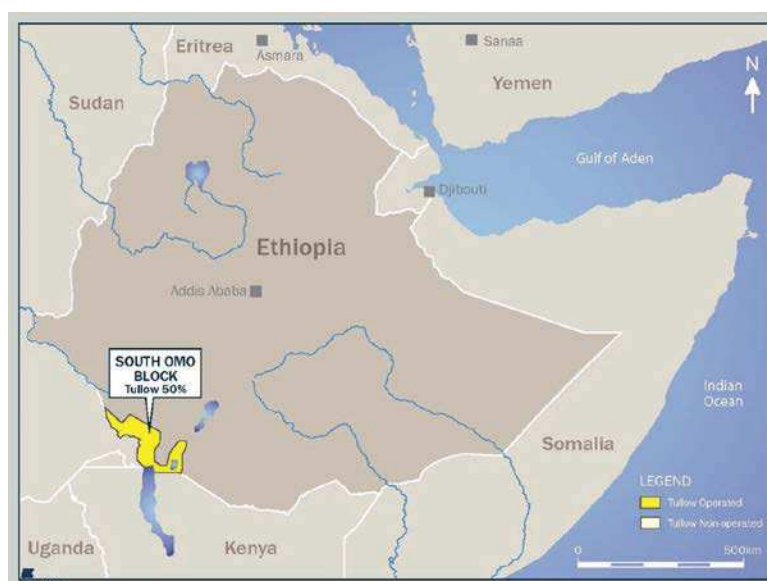 Eritrea
Asmara
Sanaa
Yemen
N
Sudan
Gulf of Aden
Djibouti
Ethiopia
Addis Ababa
SOUTH OMO
BLOCK
Tullow 50%
Indian
Ocean
Somalia
LEGEND
Tullow Operated
Tullow Non-operated
Uganda
Kenya
0
500km